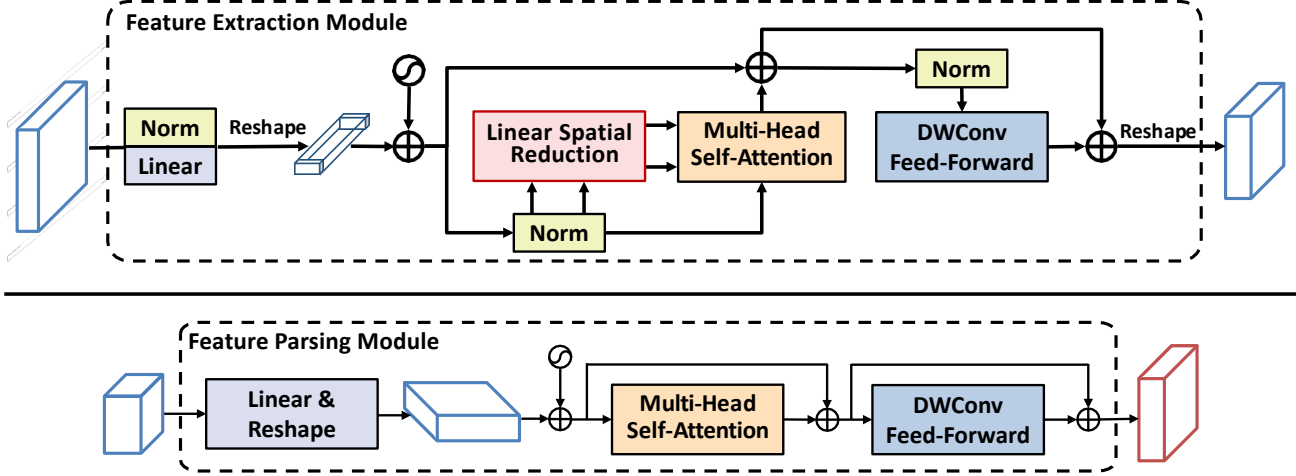 Feature Extraction Module
Norm
Linear
Reshape
Linear Spatial
Reduction
Norm
Multi-Head
Self-Attention
Norm
DWConv
Feed-Forward
Reshape
Feature Parsing Module
Linear &
Reshape
Multi-Head
Self-Attention
DWConv
Feed-Forward